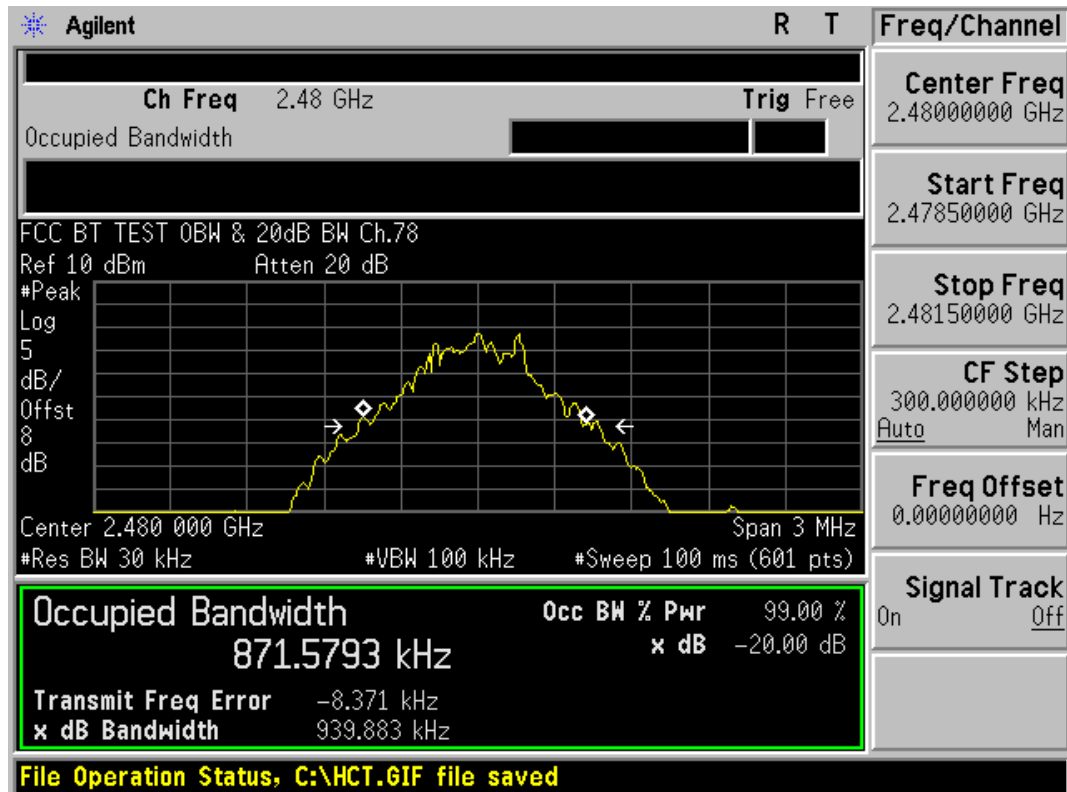 Agilent R T
Freq/Channel
Ch Freq 2.48 GHz Trig Free
Occupied Bandwidth
FCC BT TEST OBW & 20dB BW Ch.78
Ref 10 dBm Atten 20 dB
#Peak
Log
5
dB/
Offst
8
dB
Center 2.480 000 GHz Span 3 MHz
#Res BW 30 kHz #VBW 100 kHz #Sweep 100 ms (601 pts)
Occupied Bandwidth
871.5793 kHz
Occ BW % Pwr 99.00 %
x dB -20.00 dB
Transmit Freq Error -8.371 kHz
x dB Bandwidth 939.883 kHz
File Operation Status, C:\HCT.GIF file saved
Center Freq
2.48000000 GHz
Start Freq
2.47850000 GHz
Stop Freq
2.48150000 GHz
CF Step
300.000000 kHz
Auto Man
Freq Offset
0.00000000 Hz
Signal Track
On Off